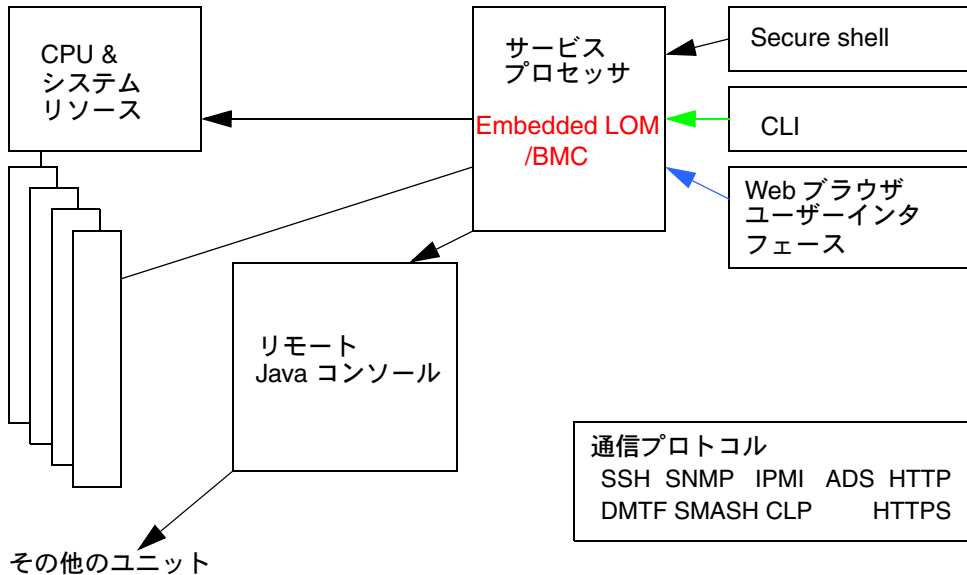 CPU &
システム
リソース
サービス
プロセッサ
Embedded LOM
/BMC
Secure shell
CLI
Web ブラウザ
ユーザーインタ
フェース
リモート
Java コンソール
通信プロトコル
SSH SNMP IPMI ADS HTTP
DMTF SMASH CLP HTTPS
その他のユニット